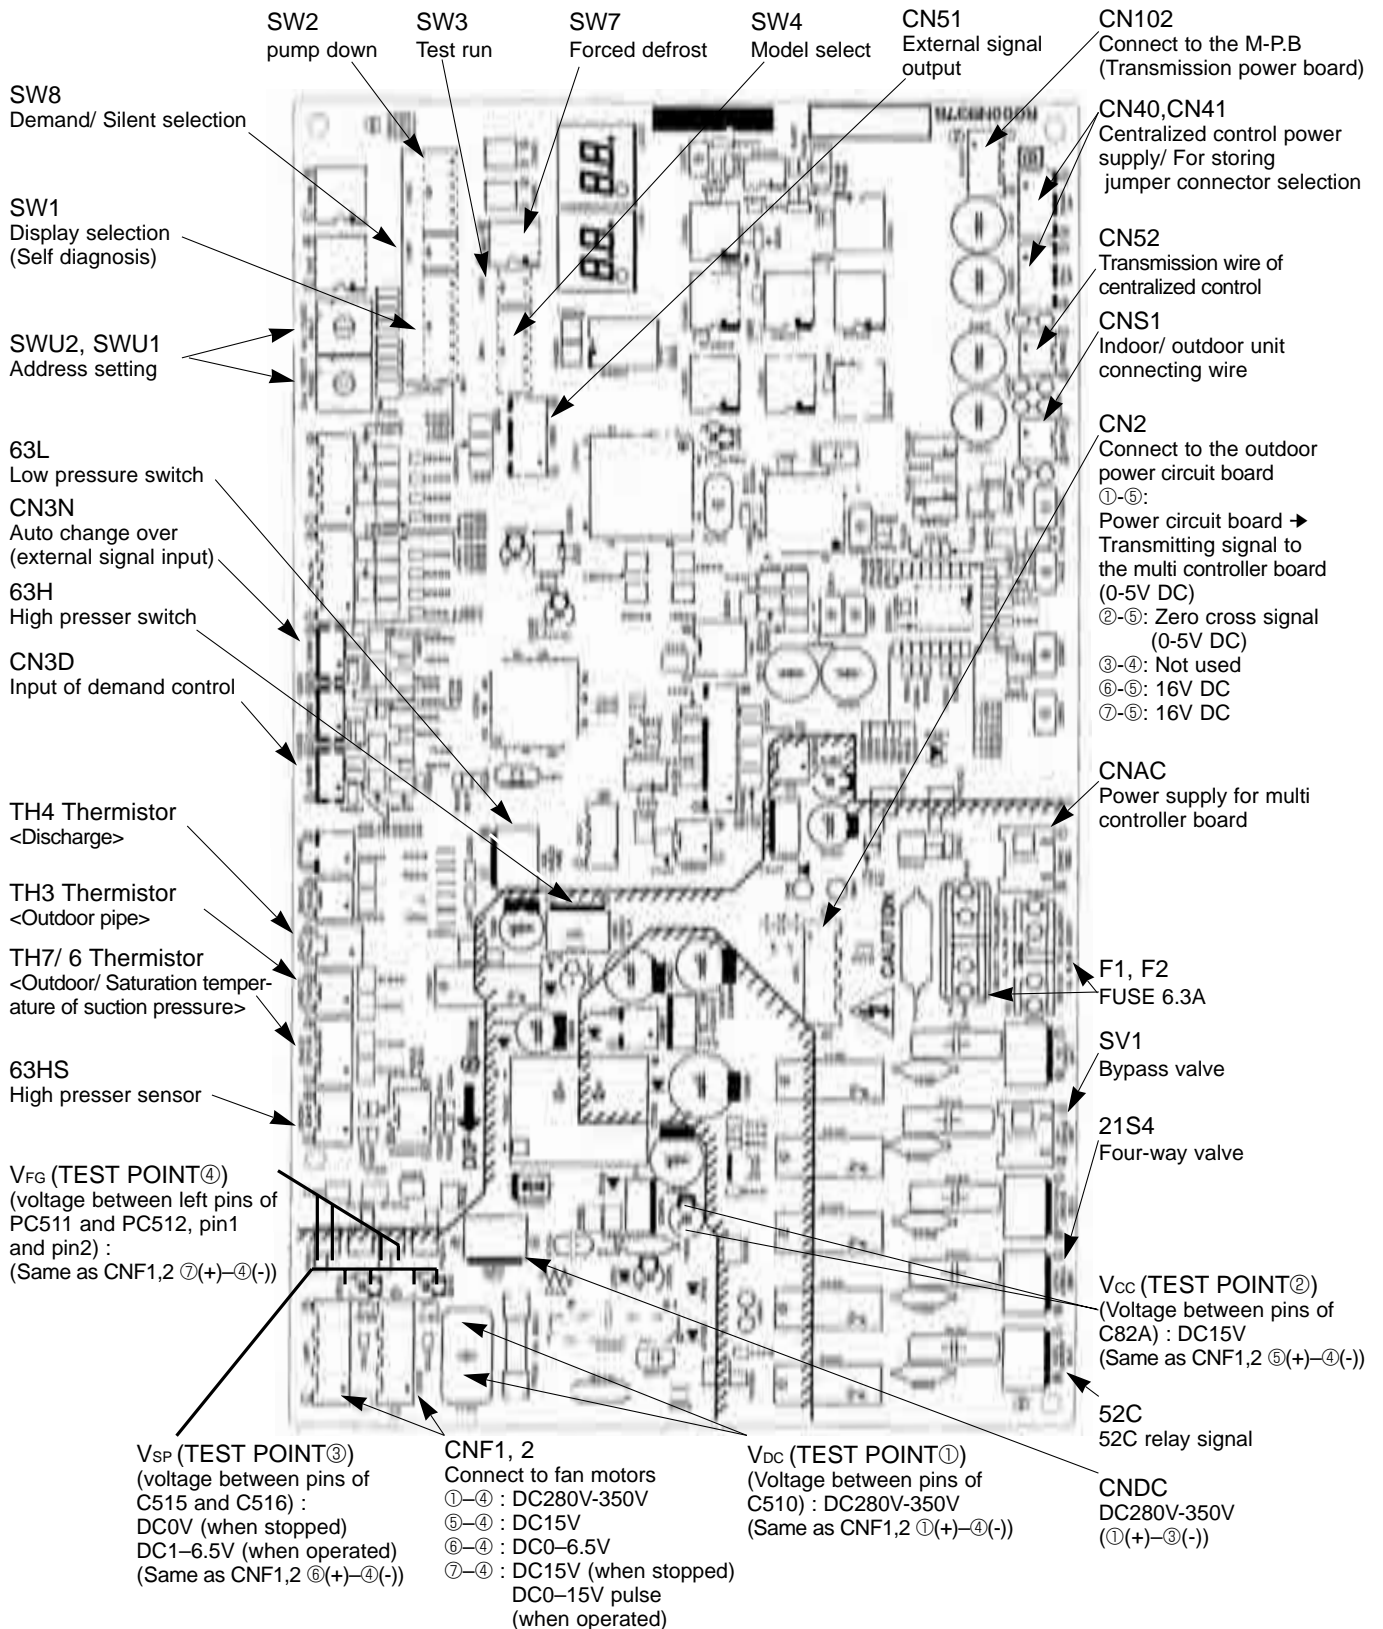 SW2
pump down
SW3
Test run
SW7
Forced defrost
SW4
Model select
CN51
External signal
output
CN102
Connect to the M-P.B
(Transmission power board)
SW8
Demand/ Silent selection
CN40,CN41
Centralized control power
supply/ For storing
jumper connector selection
SW1
Display selection
(Self diagnosis)
CN52
Transmission wire of
centralized control
SWU2, SWU1
Address setting
CNS1
Indoor/ outdoor unit
connecting wire
63L
Low pressure switch
CN2
Connect to the outdoor
power circuit board
①-⑤:
Power circuit board ➔
Transmitting signal to
the multi controller board
(0-5V DC)
②-⑤: Zero cross signal
(0-5V DC)
③-④: Not used
⑥-⑤: 16V DC
⑦-⑤: 16V DC
CN3N
Auto change over
(external signal input)
63H
High presser switch
CN3D
Input of demand control
CNAC
Power supply for multi
controller board
TH4 Thermistor
<Discharge>
TH3 Thermistor
<Outdoor pipe>
TH7/ 6 Thermistor
<Outdoor/ Saturation temper-
ature of suction pressure>
CAUTION
F1, F2
FUSE 6.3A
SV1
Bypass valve
63HS
High presser sensor
21S4
Four-way valve
VFG (TEST POINT④)
(voltage between left pins of
PC511 and PC512, pin1
and pin2) :
(Same as CNF1,2 ⑦(+)–④(-))
VCC (TEST POINT②)
(Voltage between pins of
C82A) : DC15V
(Same as CNF1,2 ⑤(+)–④(-))
52C
52C relay signal
VSP (TEST POINT③)
(voltage between pins of
C515 and C516) :
DC0V (when stopped)
DC1–6.5V (when operated)
(Same as CNF1,2 ⑥(+)–④(-))
CNF1, 2
Connect to fan motors
①–④ : DC280V-350V
⑤–④ : DC15V
⑥–④ : DC0–6.5V
⑦–④ : DC15V (when stopped)
DC0–15V pulse
(when operated)
VDC (TEST POINT①)
(Voltage between pins of
C510) : DC280V-350V
(Same as CNF1,2 ①(+)–④(-))
CNDC
DC280V-350V
(①(+)–③(-))